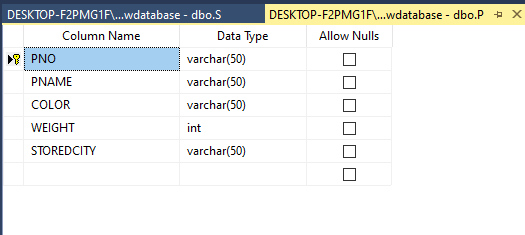 DESKTOP-F2PMG1F\...wdatabase - dbo.S DESKTOP-F2PMG1F\...wdatabase - dbo.P
Column Name Data Type Allow Nulls
PNO varchar(50)
PNAME varchar(50)
COLOR varchar(50)
WEIGHT int
STOREDCITY varchar(50)